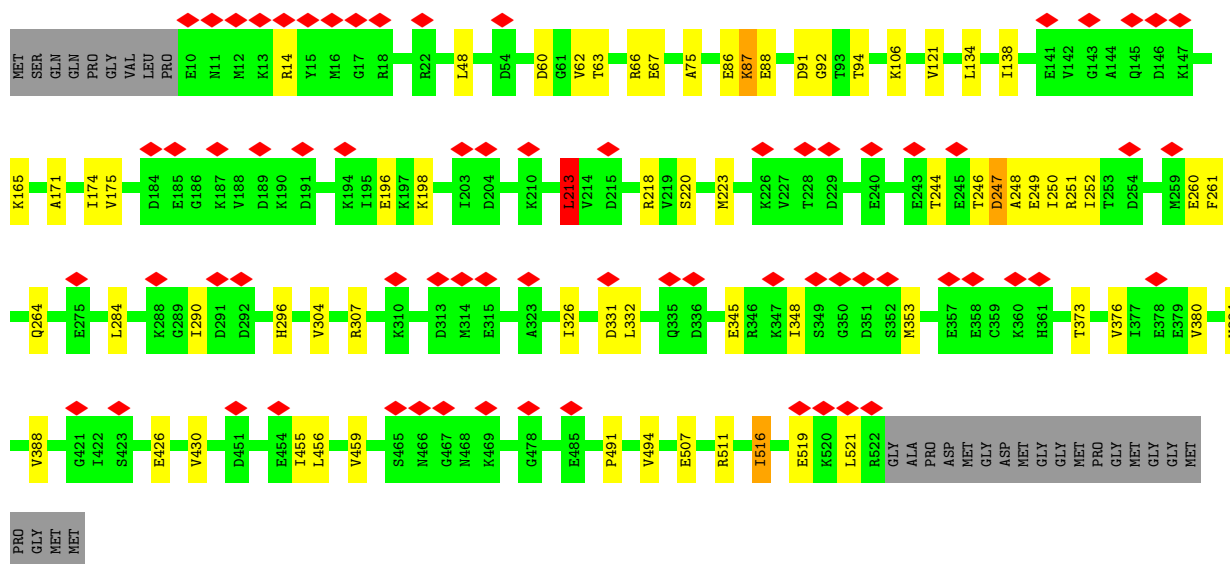 MET SER GLN GLN PRO GLY VAL LEU PRO E10 N11 M12 K13 R14 Y15 M16 G17 R18 R22 L48 D54 D60 G61 V62 T63 R66 E67 A75 E86 K87 E88 D91 G92 T93 T94 K106 V121 L134 I138 E141 V142 G143 A144 Q145 D146 K147
K165 A171 I174 V175 D184 E185 G186 K187 V188 D189 K190 D191 K194 I195 E196 K197 K198 I203 D204 K210 L213 V214 D215 R218 V219 S220 M223 K226 V227 T228 D229 E240 E243 T244 E245 T246 D247 A248 E249 I250 R251 I252 T253 D254 M259 E260 F261
Q264 E275 L284 K288 G289 I290 D291 D292 H296 V304 R307 K310 D313 M314 E315 A323 I326 D331 L332 Q335 D336 E345 R346 K347 I348 S349 G350 D351 S352 M353 E357 E358 C359 K360 H361 T373 V376 I377 E378 E379 V380
V388 G421 I422 S423 E426 V430 D451 E454 I455 L456 V459 S465 N466 G467 N468 K469 G478 E485 P491 V494 E507 R511 I516 E519 K520 L521 R522 GLY ALA PRO ASP MET GLY ASP MET GLY GLY MET PRO GLY MET GLY GLY MET
PRO GLY MET MET